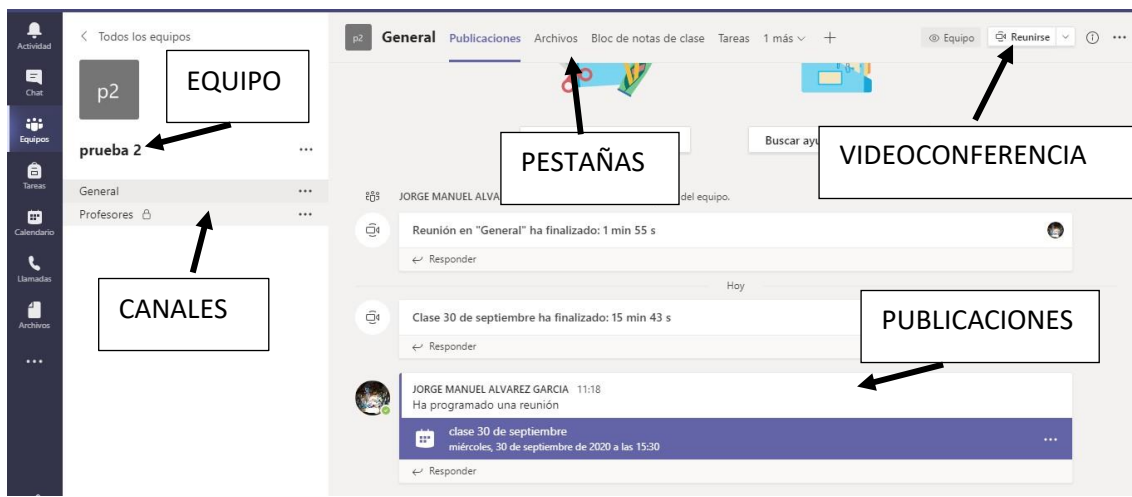 Actividad
Chat
Equipos
Tareas
Calendario
Llamadas
Archivos
...
< Todos los equipos
p2
EQUIPO
prueba 2 ...
General ...
Profesores ...
CANALES
p2 General Publicaciones Archivos Bloc de notas de clase Tareas 1 más +
Equipo Reunirse ...
PESTAÑAS
Buscar
VIDEOCONFERENCIA
JORGE MANUEL del equipo.
Reunión en "General" ha finalizado: 1 min 55 s
Responder
Hoy
Clase 30 de septiembre ha finalizado: 15 min 43 s
Responder
PUBLICACIONES
JORGE MANUEL ALVAREZ GARCIA 11:18
Ha programado una reunión
clase 30 de septiembre ...
miércoles, 30 de septiembre de 2020 a las 15:30
Responder